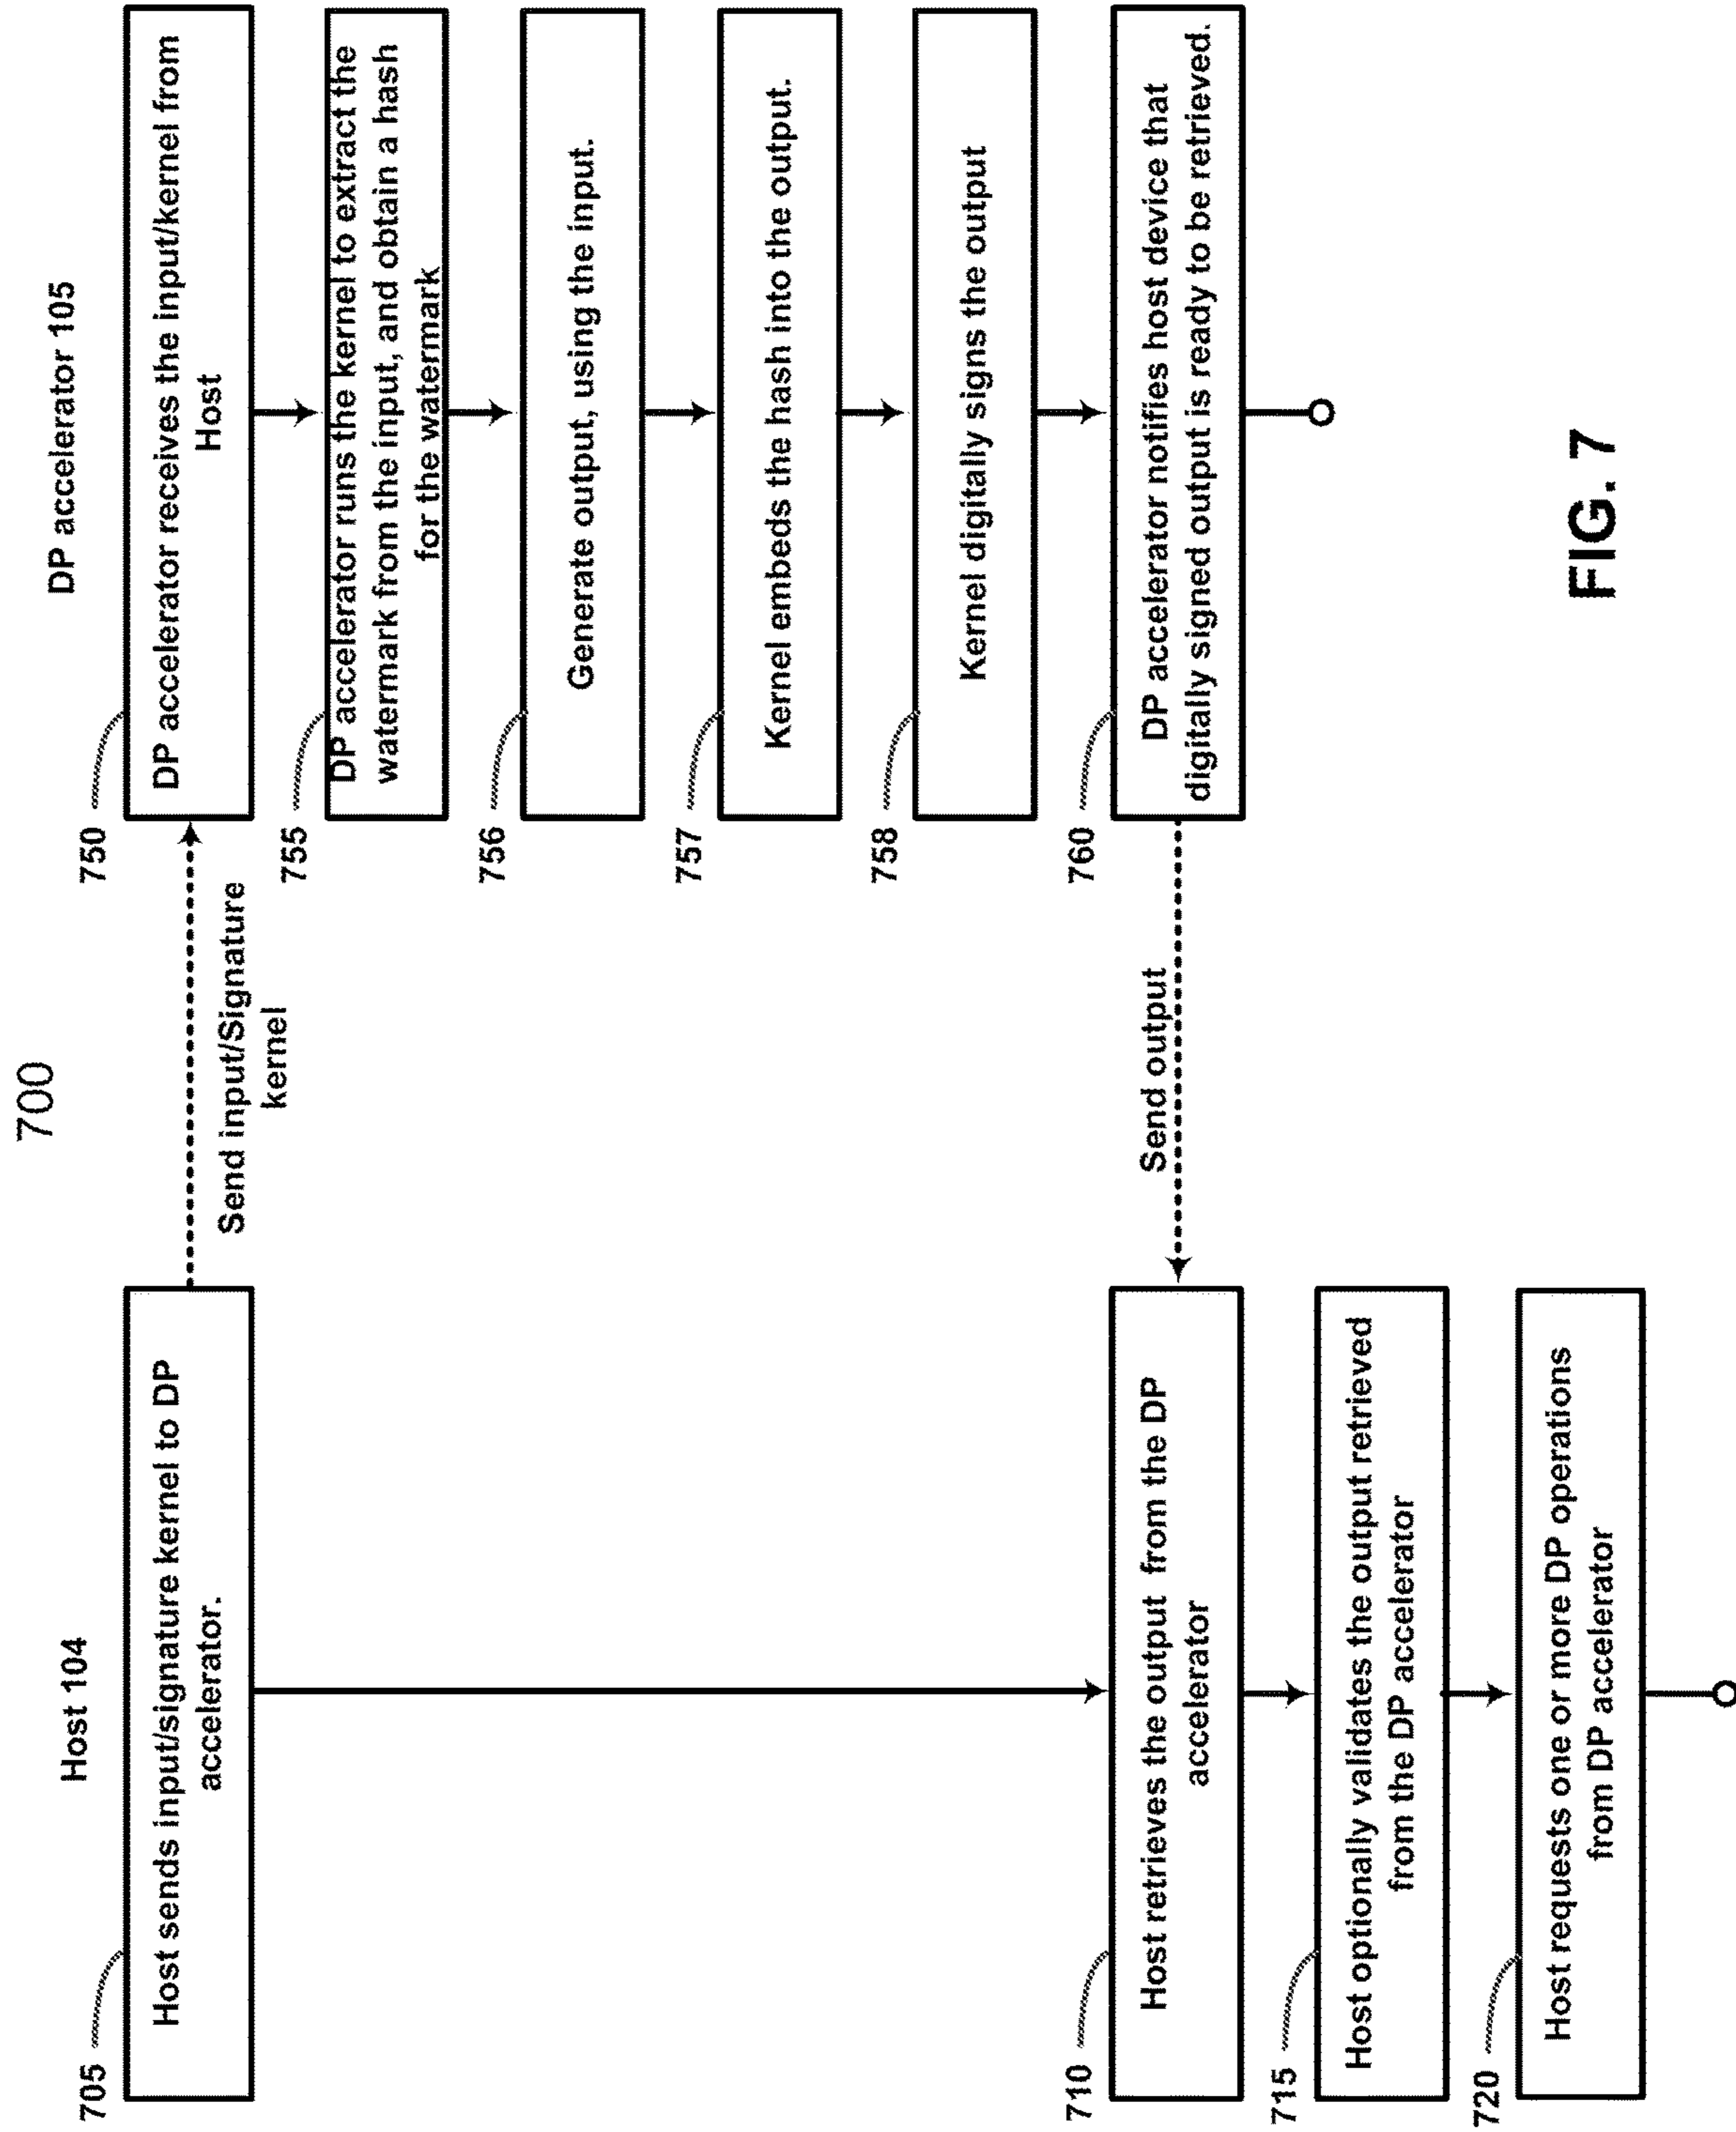 700
Host 104
705
Host sends input/signature kernel to DP
accelerator.
Send input/Signature
kernel
DP accelerator 105
750
DP accelerator receives the input/kernel from
Host
755
DP accelerator runs the kernel to extract the
watermark from the input, and obtain a hash
for the watermark
756
Generate output, using the input.
757
Kernel embeds the hash into the output.
758
Kernel digitally signs the output
760
DP accelerator notifies host device that
digitally signed output is ready to be retrieved.
Send output
710
Host retrieves the output from the DP
accelerator
715
Host optionally validates the output retrieved
from the DP accelerator
720
Host requests one or more DP operations
from DP accelerator
FIG. 7